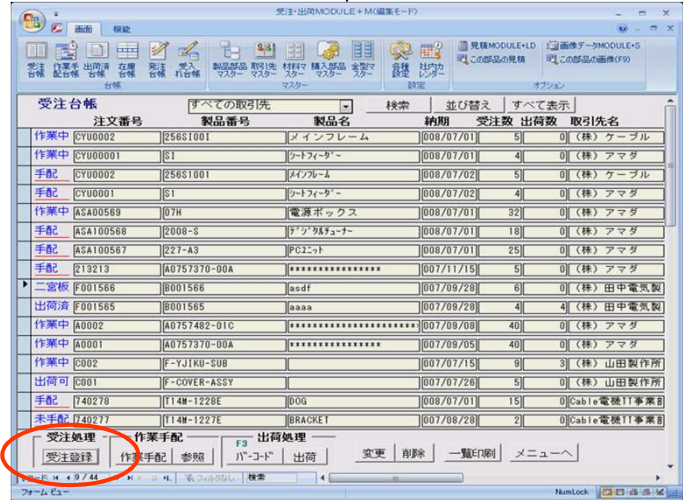 受注・出荷MODULE+M(編集モード)
画面 機能
受注台帳 作業手配台帳 出荷済台帳 在庫台帳 発注台帳 受入れ台帳 製品部品マスター 取引先マスター 材料マスター 購入部品マスター 金型マスター 各種設定 社内カレンダー 見積MODULE+LD 画像データMODULE+S
この部品の見積 この部品の画像(F9)
台帳 マスター 設定 オプション
受注台帳 すべての取引先 検索 並び替え すべて表示
注文番号 製品番号 製品名 納期 受注数 出荷数 取引先名
作業中 CYU0002 256SI001 メインフレーム 008/07/01 5 0 (株) ケーブル
作業中 CYU00001 SI シートフィーダー 008/07/01 4 0 (株) アマダ
手配 CYU0002 256S1001 メインフレーム 008/07/02 5 0 (株) ケーブル
手配 CYU0001 S1 シートフィーダー 008/07/02 4 0 (株) アマダ
作業中 ASA00569 07H 電源ボックス 008/07/01 32 0 (株) アマダ
手配 ASA100568 2008-S デジタルチューナー 008/07/01 18 0 (株) アマダ
手配 ASA100567 227-A3 PCユニット 008/07/01 25 0 (株) アマダ
手配 213213 A0757370-00A **************** 007/11/15 5 0 (株) アマダ
二宮板 F001566 B001566 asdf 007/09/28 6 0 (株) 田中電気製
出荷済 F001565 B001565 aaaa 007/09/28 4 4 (株) 田中電気製
作業中 A0002 A0757482-01C 007/09/08 40 0 (株) アマダ
作業中 A0001 A0757370-00A **************** 007/09/05 40 0 (株) アマダ
作業中 C002 F-YJIKU-SUB 007/07/15 9 3 (株) 山田製作所
出荷可 C001 F-COVER-ASSY 007/07/26 5 0 (株) 山田製作所
手配 740278 T14M-1228E DOG 008/07/01 15 0 Cable電機IT事業部
未手配 740277 T14M-1227E BRACKET 007/08/28 2 0 Cable電機IT事業部
受注処理 作業手配 F3 出荷処理
受注登録 作業手配 参照 バーコード 出荷 変更 削除 一覧印刷 メニューへ
レコード 9 / 44 フィルタなし 検索
フォーム ビュー NumLock